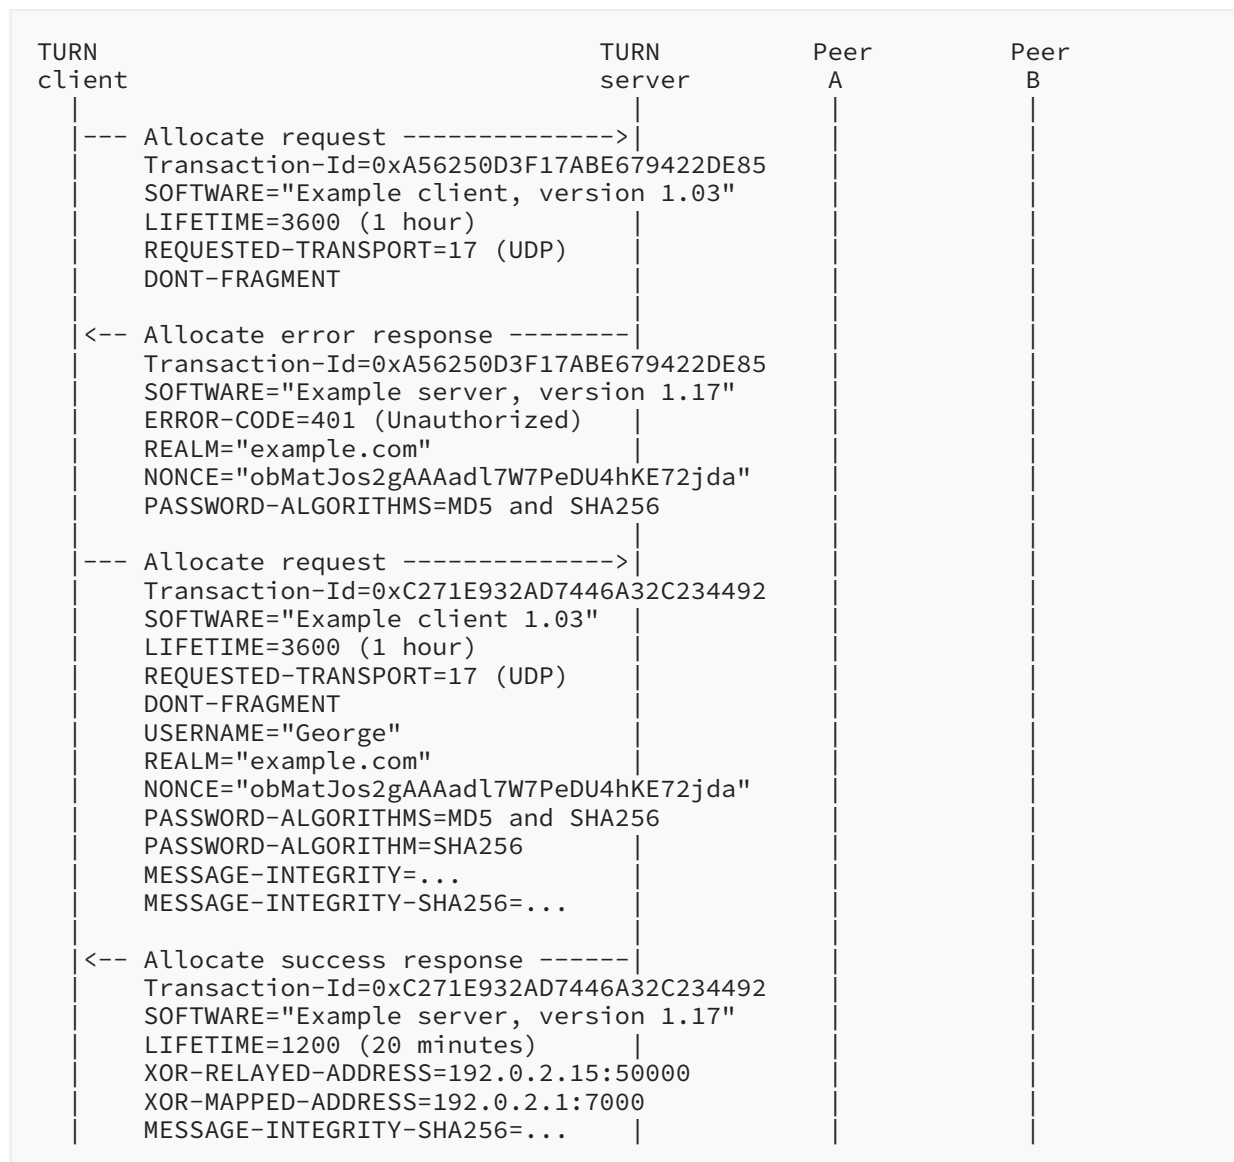 TURN                                 TURN          Peer         Peer
client                               server         A            B
  |                                    |            |            |
  |--- Allocate request -------------->|            |            |
  |    Transaction-Id=0xA56250D3F17ABE679422DE85    |            |
  |    SOFTWARE="Example client, version 1.03"      |            |
  |    LIFETIME=3600 (1 hour)          |            |            |
  |    REQUESTED-TRANSPORT=17 (UDP)    |            |            |
  |    DONT-FRAGMENT                   |            |            |
  |                                    |            |            |
  |<-- Allocate error response --------|            |            |
  |    Transaction-Id=0xA56250D3F17ABE679422DE85    |            |
  |    SOFTWARE="Example server, version 1.17"      |            |
  |    ERROR-CODE=401 (Unauthorized)   |            |            |
  |    REALM="example.com"             |            |            |
  |    NONCE="obMatJos2gAAAadl7W7PeDU4hKE72jda"     |            |
  |    PASSWORD-ALGORITHMS=MD5 and SHA256           |            |
  |                                    |            |            |
  |--- Allocate request -------------->|            |            |
  |    Transaction-Id=0xC271E932AD7446A32C234492    |            |
  |    SOFTWARE="Example client 1.03"  |            |            |
  |    LIFETIME=3600 (1 hour)          |            |            |
  |    REQUESTED-TRANSPORT=17 (UDP)    |            |            |
  |    DONT-FRAGMENT                   |            |            |
  |    USERNAME="George"               |            |            |
  |    REALM="example.com"             |            |            |
  |    NONCE="obMatJos2gAAAadl7W7PeDU4hKE72jda"     |            |
  |    PASSWORD-ALGORITHMS=MD5 and SHA256           |            |
  |    PASSWORD-ALGORITHM=SHA256       |            |            |
  |    MESSAGE-INTEGRITY=...           |            |            |
  |    MESSAGE-INTEGRITY-SHA256=...    |            |            |
  |                                    |            |            |
  |<-- Allocate success response ------|            |            |
  |    Transaction-Id=0xC271E932AD7446A32C234492    |            |
  |    SOFTWARE="Example server, version 1.17"      |            |
  |    LIFETIME=1200 (20 minutes)      |            |            |
  |    XOR-RELAYED-ADDRESS=192.0.2.15:50000         |            |
  |    XOR-MAPPED-ADDRESS=192.0.2.1:7000            |            |
  |    MESSAGE-INTEGRITY-SHA256=...    |            |            |